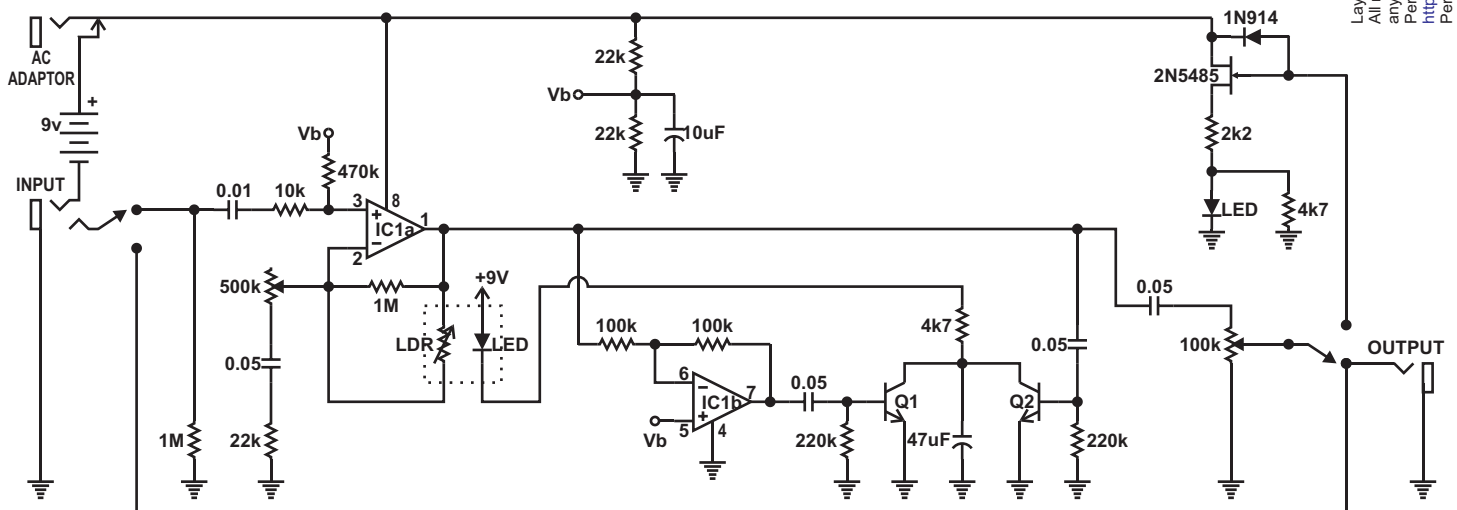 Lay
All r
any
Per
http
Per
AC
ADAPTOR
9v
+
INPUT
0.01
10k
Vb
470k
3
8
+
IC1a
1
−
2
500k
1M
0.05
22k
1M
LDR
LED
+9V
22k
Vb
22k
10uF
100k
100k
6
−
IC1b
7
+
5
4
Vb
0.05
220k
Q1
4k7
47uF
Q2
0.05
220k
1N914
2N5485
2k2
LED
4k7
0.05
100k
OUTPUT